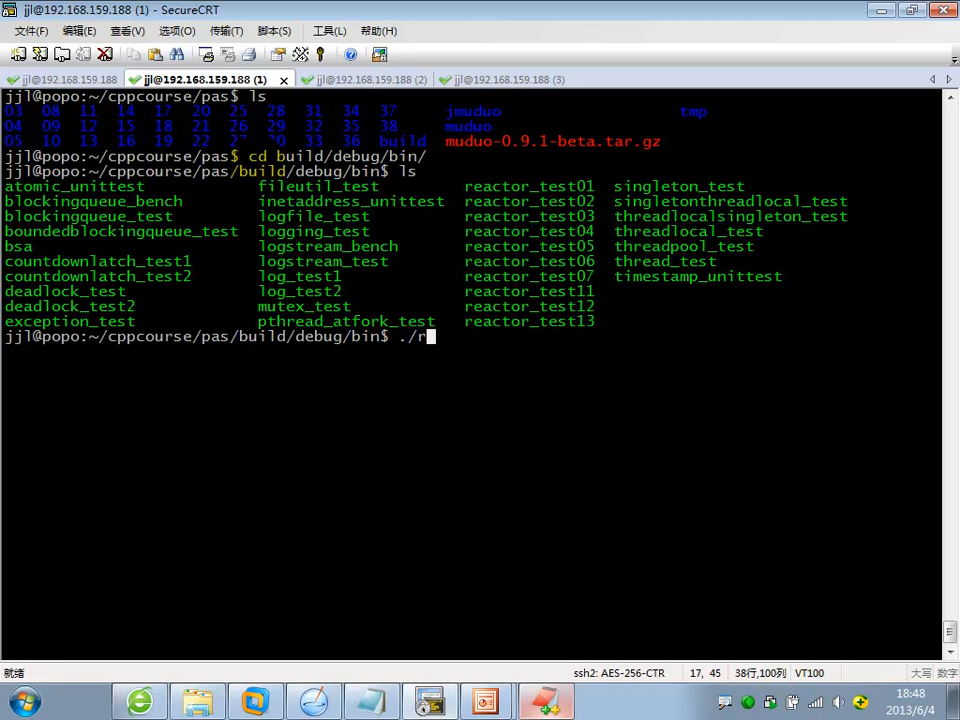 jjl@192.168.159.188 (1) - SecureCRT
文件(F) 编辑(E) 查看(V) 选项(O) 传输(T) 脚本(S) 工具(L) 帮助(H)
jjl@192.168.159.188 jjl@192.168.159.188 (1) jjl@192.168.159.188 (2) jjl@192.168.159.188 (3)
jjl@popo:~/cppcourse/pas$ ls
03 08 11 14 17 20 25 28 31 34 37 jmuduo tmp
04 09 12 15 18 21 26 29 32 35 38 muduo
05 10 13 16 19 22 27 30 33 36 build muduo-0.9.1-beta.tar.gz
jjl@popo:~/cppcourse/pas$ cd build/debug/bin/
jjl@popo:~/cppcourse/pas/build/debug/bin$ ls
atomic_unittest fileutil_test reactor_test01 singleton_test
blockingqueue_bench inetaddress_unittest reactor_test02 singletonthreadlocal_test
blockingqueue_test logfile_test reactor_test03 threadlocalsingleton_test
boundedblockingqueue_test logging_test reactor_test04 threadlocal_test
bsa logstream_bench reactor_test05 threadpool_test
countdownlatch_test1 logstream_test reactor_test06 thread_test
countdownlatch_test2 log_test1 reactor_test07 timestamp_unittest
deadlock_test log_test2 reactor_test11
deadlock_test2 mutex_test reactor_test12
exception_test pthread_atfork_test reactor_test13
jjl@popo:~/cppcourse/pas/build/debug/bin$ ./r
就绪 ssh2: AES-256-CTR 17, 45 38行,100列 VT100 大写 数字
18:48
2013/6/4